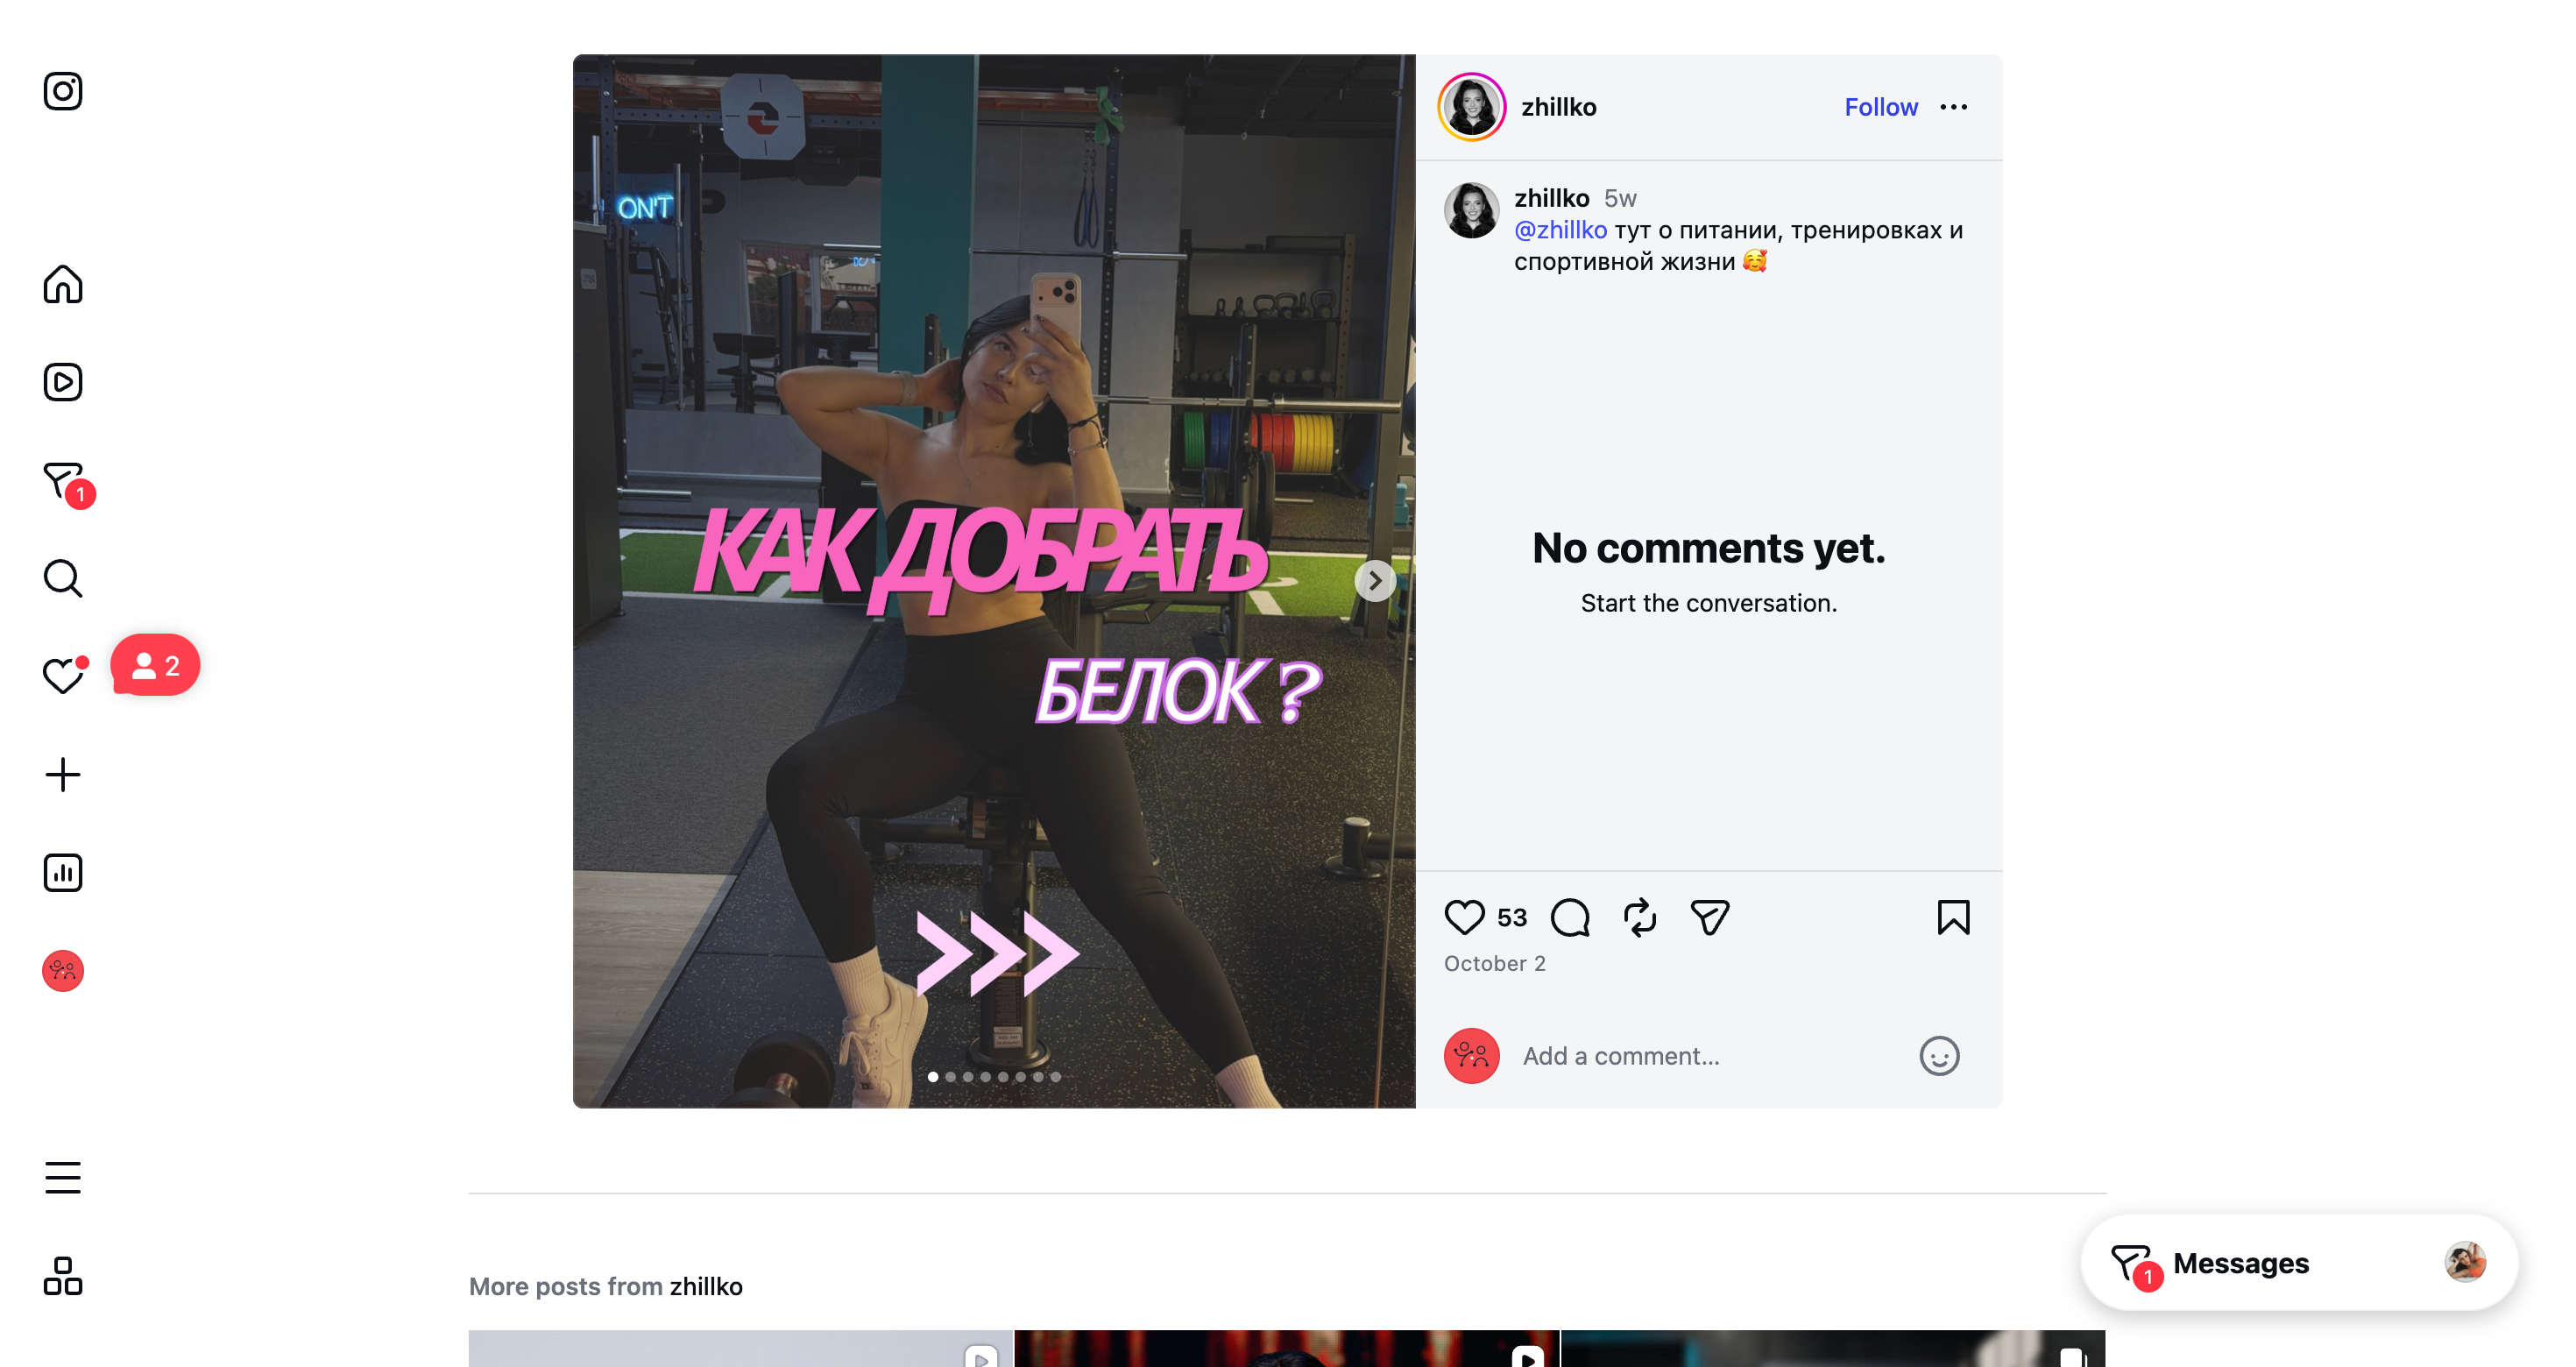 ON'T
КАК ДОБРАТЬ
БЕЛОК ?
zhillko
Follow
zhillko 5w
@zhillko тут о питании, тренировках и
спортивной жизни 🥰
No comments yet.
Start the conversation.
53
October 2
Add a comment...
1
2
More posts from zhillko
1
Messages